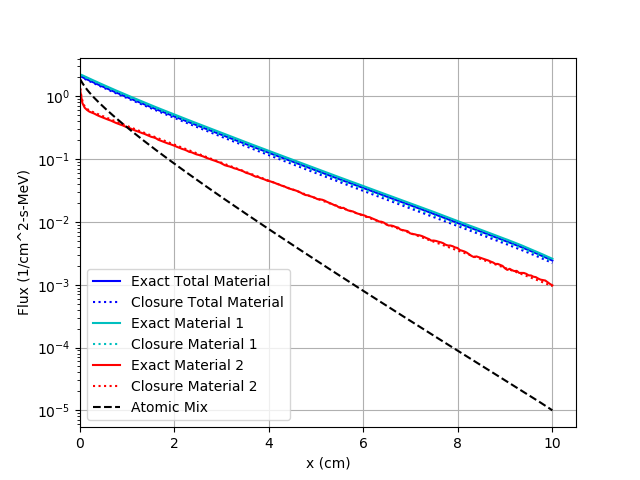 Flux (1/cm^2-s-MeV)
10^0
10^−1
10^−2
10^−3
10^−4
10^−5
Exact Total Material
Closure Total Material
Exact Material 1
Closure Material 1
Exact Material 2
Closure Material 2
Atomic Mix
0 2 4 6 8 10
x (cm)